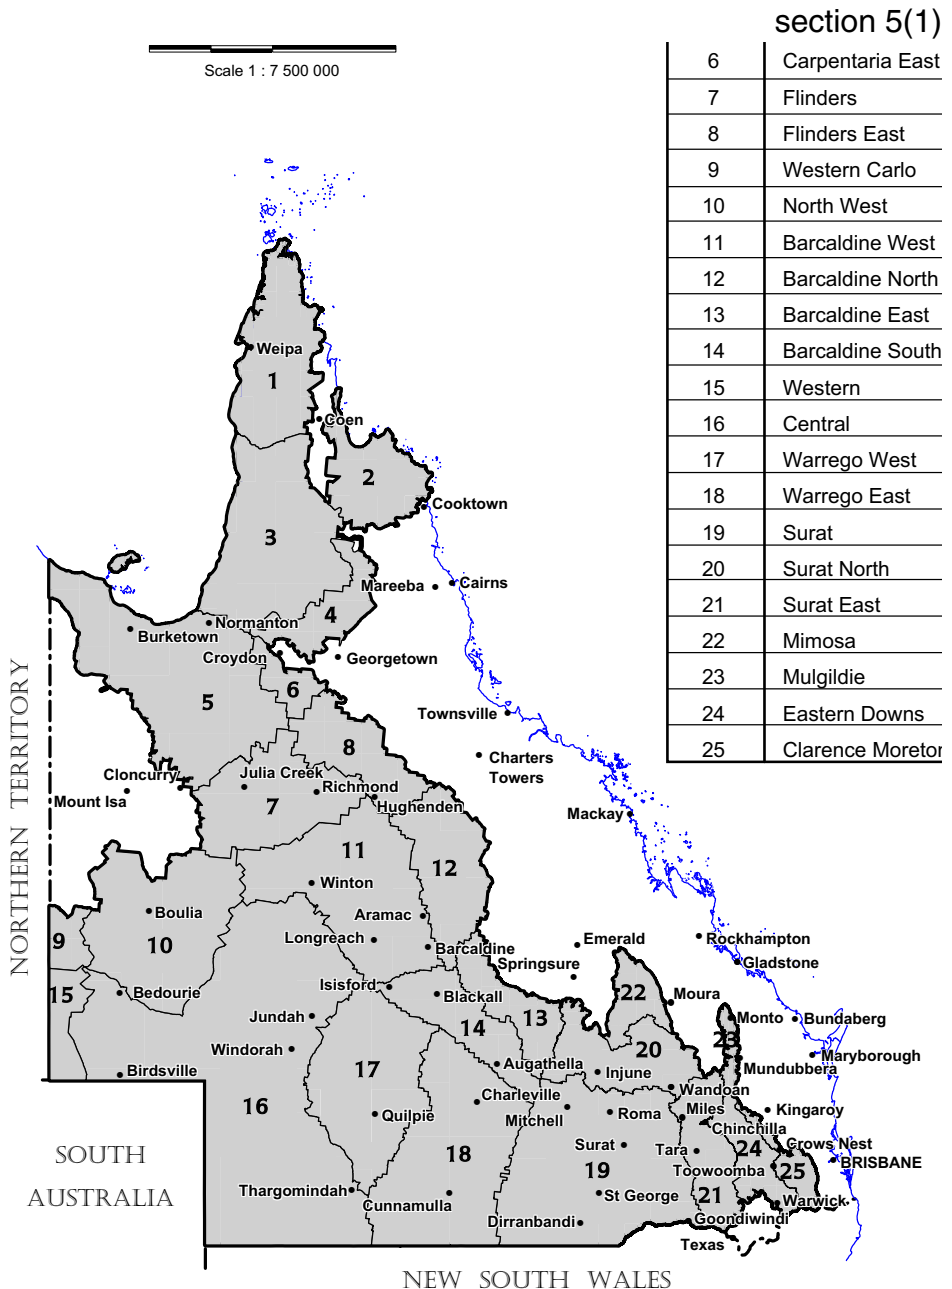 section 5(1)
Scale 1 : 7 500 000
6 Carpentaria East
7 Flinders
8 Flinders East
9 Western Carlo
10 North West
11 Barcaldine West
12 Barcaldine North
13 Barcaldine East
14 Barcaldine South
15 Western
16 Central
17 Warrego West
18 Warrego East
19 Surat
20 Surat North
21 Surat East
22 Mimosa
23 Mulgildie
24 Eastern Downs
25 Clarence Moreton
Weipa
1
Coen
2
Cooktown
3
Mareeba
Cairns
4
Normanton
Burketown
Croydon
Georgetown
6
5
Townsville
8
Charters
Towers
Cloncurry
Julia Creek
Mount Isa
Richmond
7
Hughenden
Mackay
11
12
Winton
Boulia
Aramac
9
10
Longreach
Barcaldine
Emerald
Rockhampton
Springsure
Gladstone
15
Bedourie
Isisford
Blackall
22
Moura
Jundah
14
13
Monto
Bundaberg
23
Windorah
20
Maryborough
Birdsville
17
Augathella
Injune
Mundubbera
Wandoan
16
Charleville
Quilpie
Mitchell
Roma
Miles
Kingaroy
Chinchilla
Surat
Tara
24
Crows Nest
18
BRISBANE
Toowoomba
25
19
Thargomindah
Cunnamulla
St George
21
Warwick
Dirranbandi
Goondiwindi
Texas
NORTHERN TERRITORY
SOUTH
AUSTRALIA
NEW SOUTH WALES